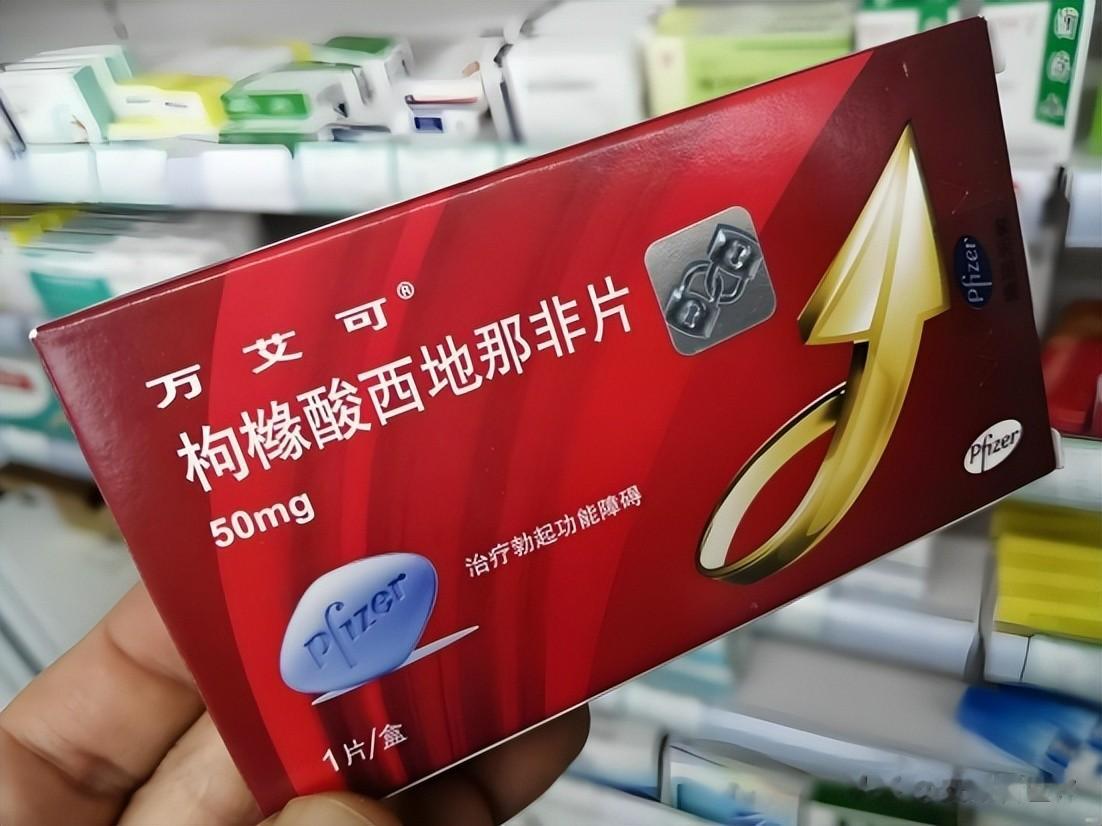 万艾可®
枸橼酸西地那非片
50mg
治疗勃起功能障碍
Pfizer
1片/盒
Pfizer
Pfizer